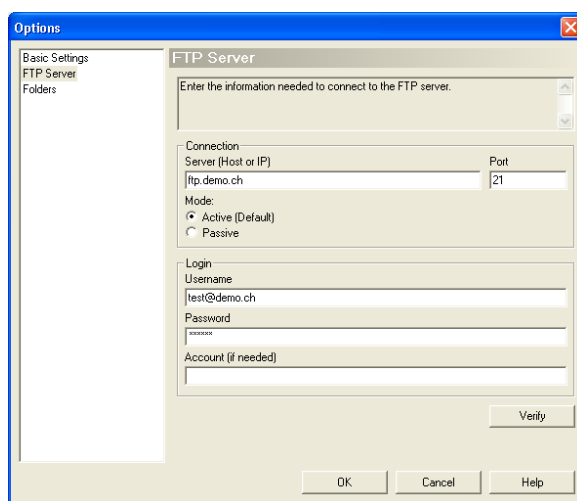 Options
Basic Settings
FTP Server
Folders
FTP Server
Enter the information needed to connect to the FTP server.
Connection
Server (Host or IP)
Port
ftp.demo.ch
21
Mode:
Active (Default)
Passive
Login
Username
test@demo.ch
Password
******
Account (if needed)
Verify
OK
Cancel
Help